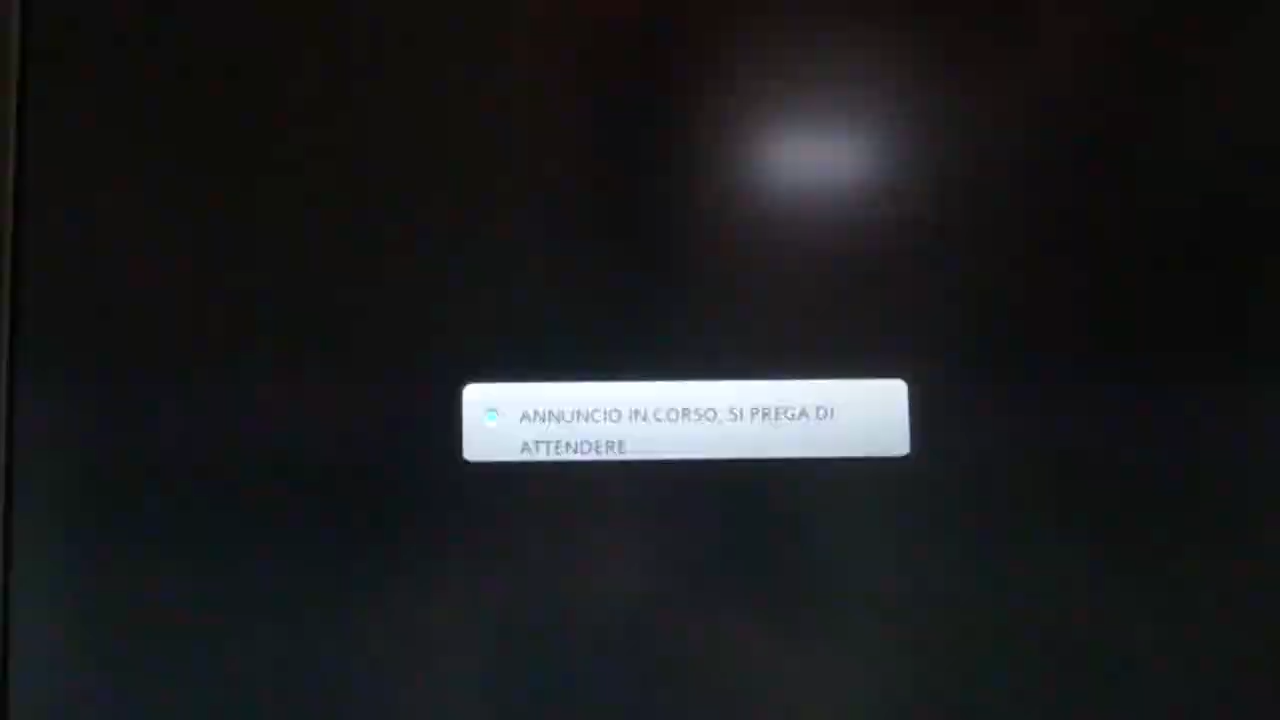 ANNUNCIO IN CORSO, SI PREGA DI
ATTENDERE